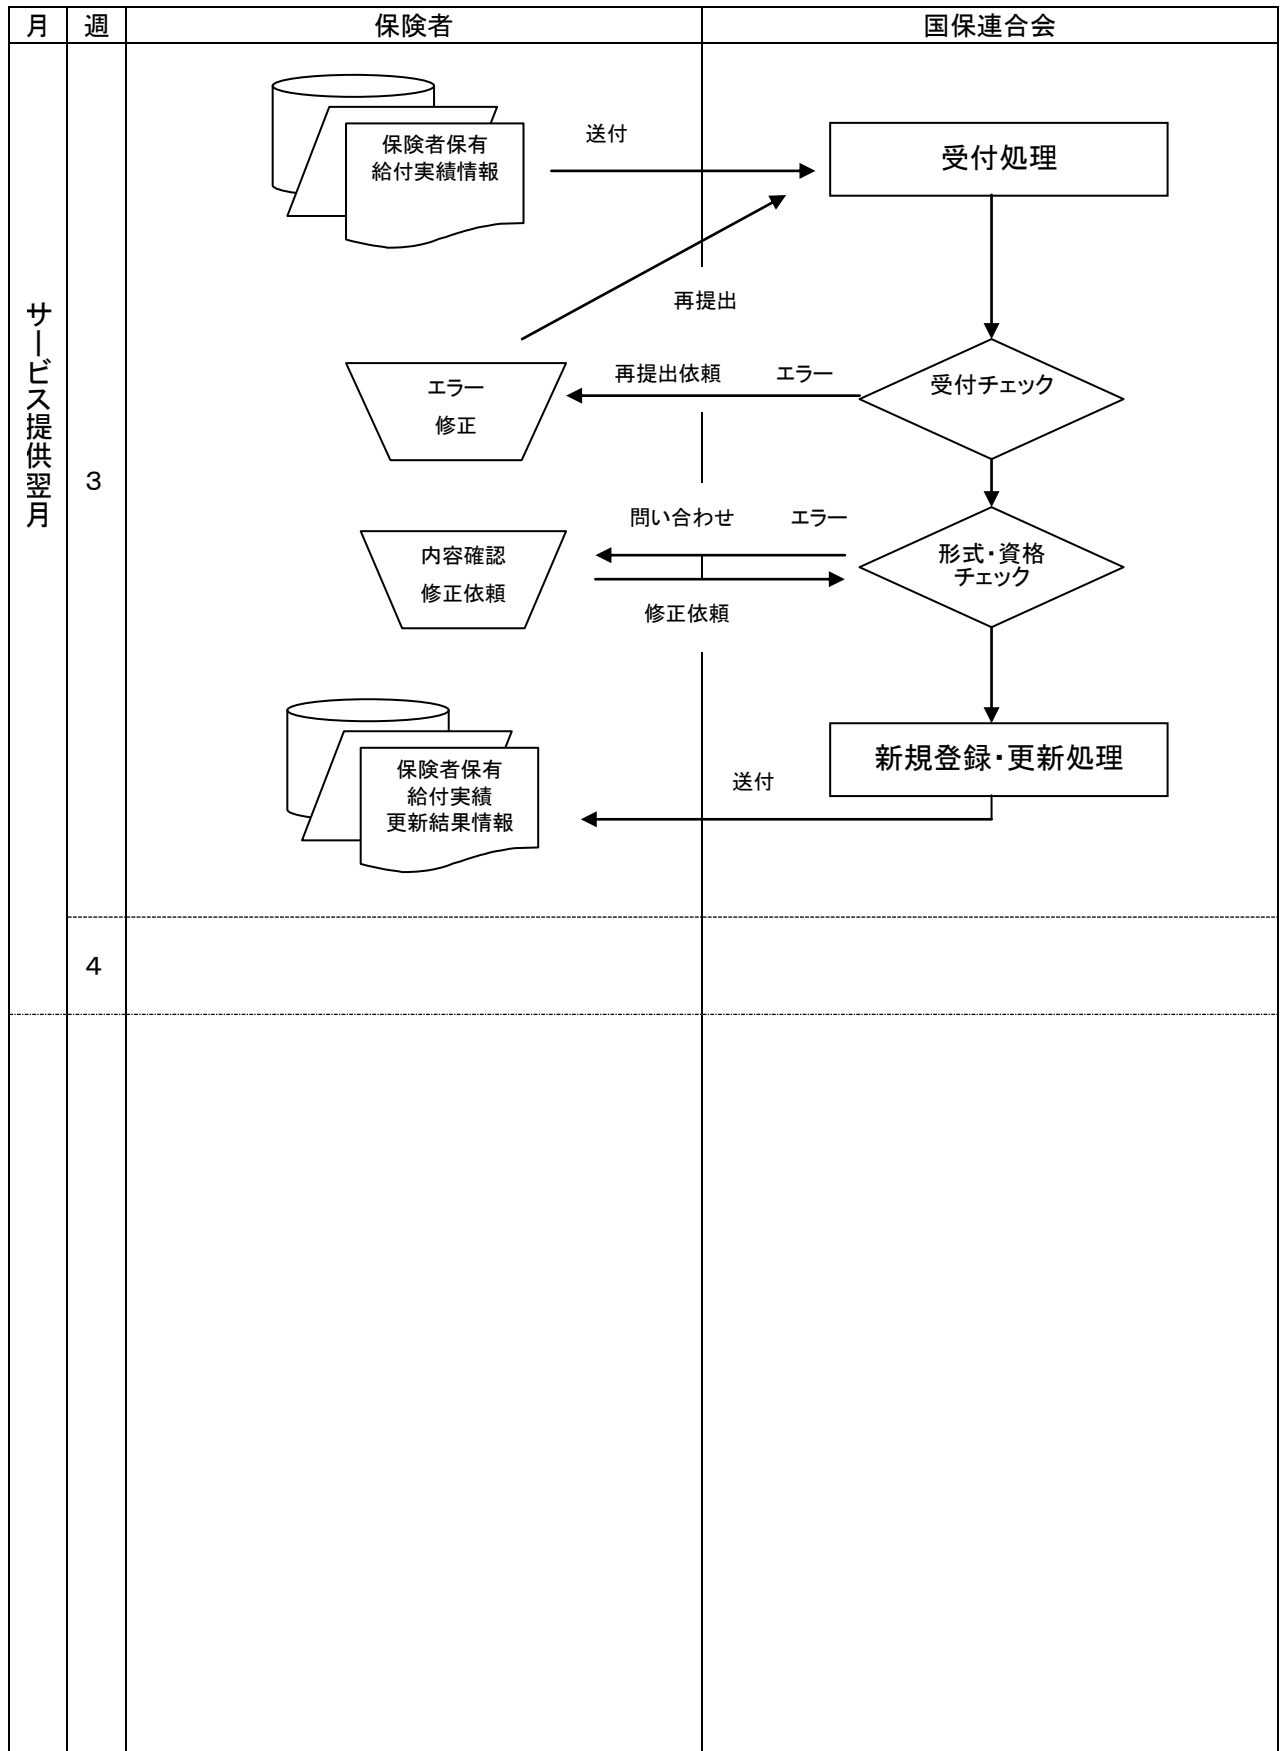 月 週 保険者 国保連合会
サービス提供翌月
3
保険者保有
給付実績情報
送付
受付処理
再提出
エラー
修正
再提出依頼 エラー
受付チェック
問い合わせ エラー
内容確認
修正依頼
形式・資格
チェック
修正依頼
保険者保有
給付実績
更新結果情報
送付
新規登録・更新処理
4